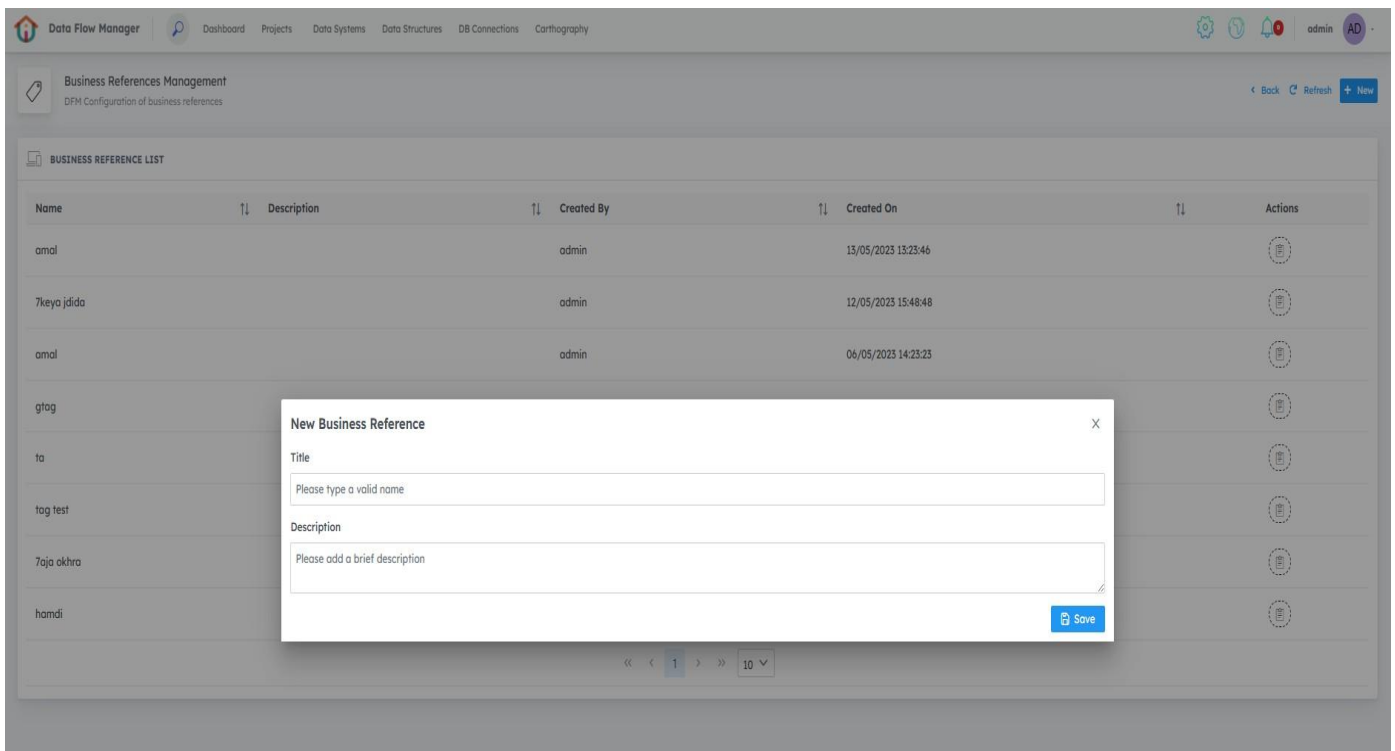 Data Flow Manager Dashboard Projects Data Systems Data Structures DB Connections Carthography admin AD
Business References Management
DFM Configuration of business references
Back Refresh + New
BUSINESS REFERENCE LIST
Name Description Created By Created On Actions
amal admin 13/05/2023 13:23:46
7keya jdida admin 12/05/2023 15:48:48
amal admin 06/05/2023 14:23:23
gtag
ta
tag test
7aja okhra
hamdi
New Business Reference X
Title
Please type a valid name
Description
Please add a brief description
Save
« < 1 > » 10